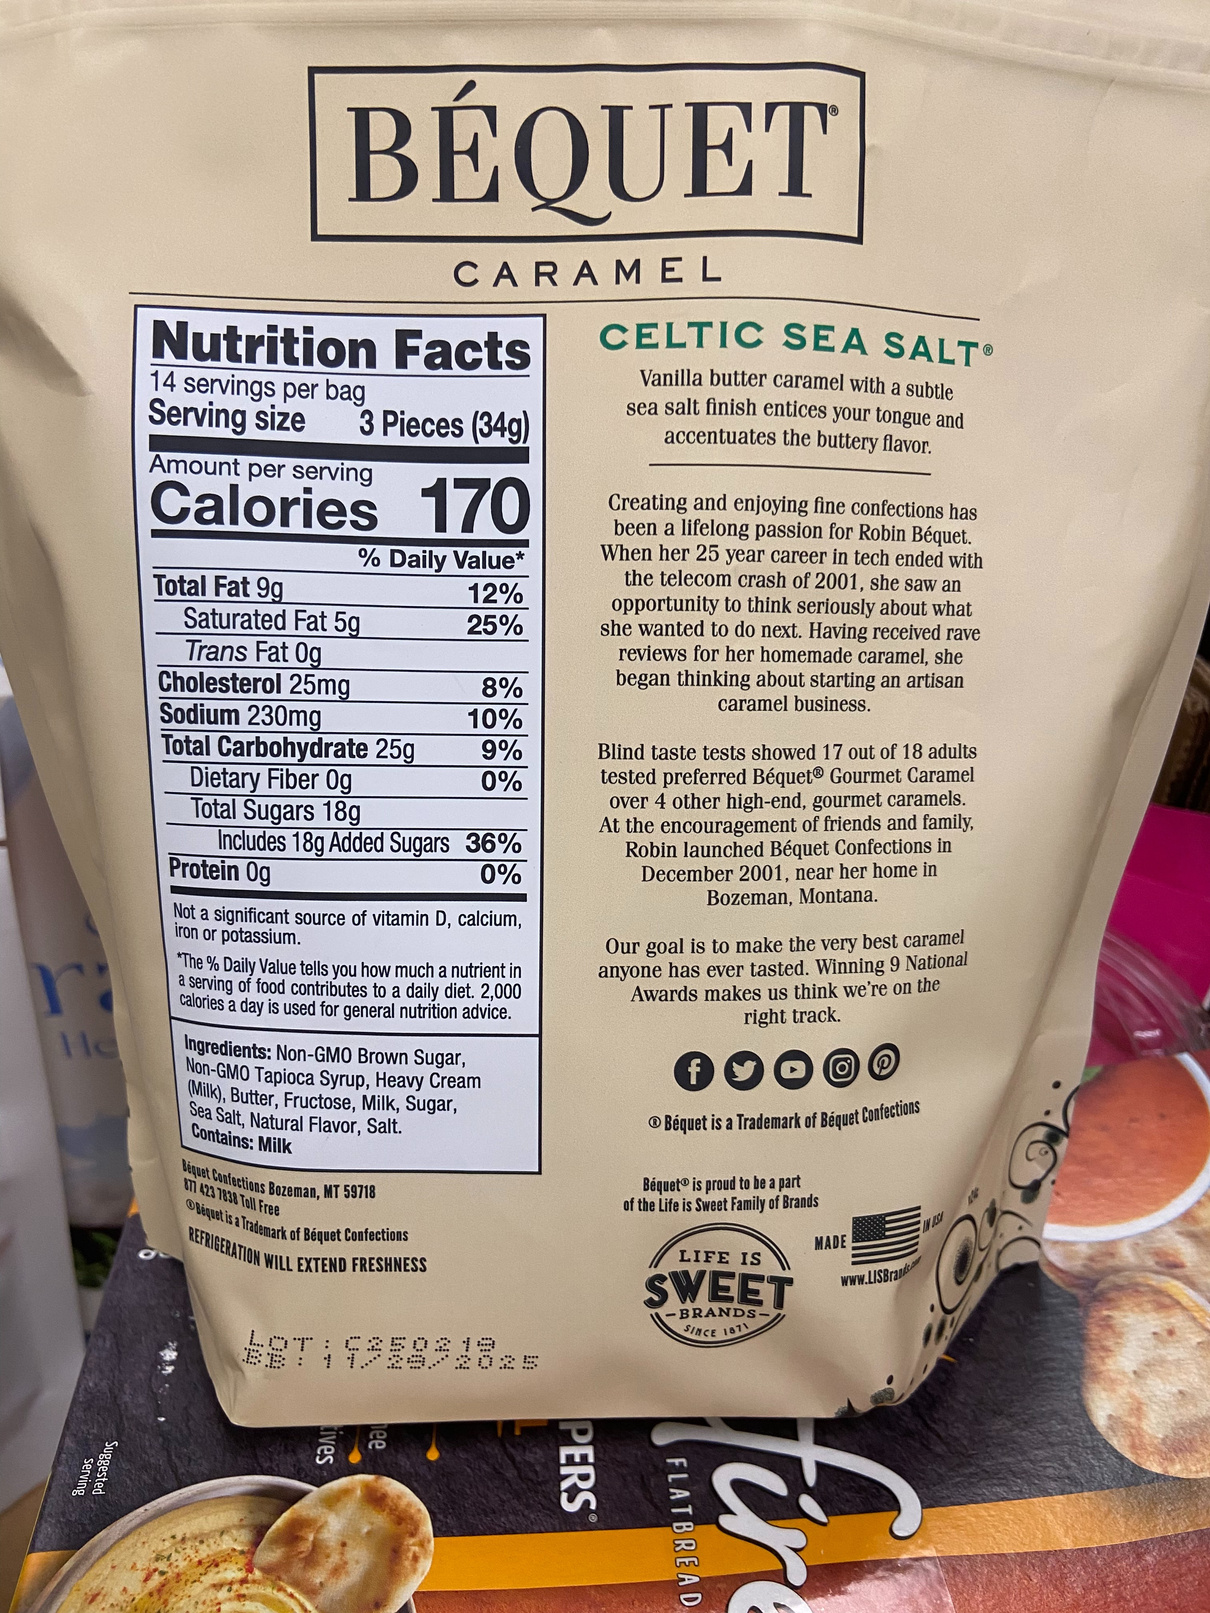 BÉQUET®
CARAMEL
Nutrition Facts
14 servings per bag
Serving size 3 Pieces (34g)
Amount per serving
Calories 170
% Daily Value*
Total Fat 9g 12%
Saturated Fat 5g 25%
Trans Fat 0g
Cholesterol 25mg 8%
Sodium 230mg 10%
Total Carbohydrate 25g 9%
Dietary Fiber 0g 0%
Total Sugars 18g
Includes 18g Added Sugars 36%
Protein 0g 0%
Not a significant source of vitamin D, calcium,
iron or potassium.
*The % Daily Value tells you how much a nutrient in
a serving of food contributes to a daily diet. 2,000
calories a day is used for general nutrition advice.
Ingredients: Non-GMO Brown Sugar,
Non-GMO Tapioca Syrup, Heavy Cream
(Milk), Butter, Fructose, Milk, Sugar,
Sea Salt, Natural Flavor, Salt.
Contains: Milk
Béquet Confections Bozeman, MT 59718
877 423 7838 Toll Free
®Béquet is a Trademark of Béquet Confections
REFRIGERATION WILL EXTEND FRESHNESS
LOT: C250219
BB: 11/28/2025
CELTIC SEA SALT®
Vanilla butter caramel with a subtle
sea salt finish entices your tongue and
accentuates the buttery flavor.
Creating and enjoying fine confections has
been a lifelong passion for Robin Béquet.
When her 25 year career in tech ended with
the telecom crash of 2001, she saw an
opportunity to think seriously about what
she wanted to do next. Having received rave
reviews for her homemade caramel, she
began thinking about starting an artisan
caramel business.
Blind taste tests showed 17 out of 18 adults
tested preferred Béquet® Gourmet Caramel
over 4 other high-end, gourmet caramels.
At the encouragement of friends and family,
Robin launched Béquet Confections in
December 2001, near her home in
Bozeman, Montana.
Our goal is to make the very best caramel
anyone has ever tasted. Winning 9 National
Awards makes us think we're on the
right track.
® Béquet is a Trademark of Béquet Confections
Béquet® is proud to be a part
of the Life is Sweet Family of Brands
LIFE IS
SWEET
BRANDS
SINCE 1871
MADE IN USA
Suggested
serving
FLATBREAD